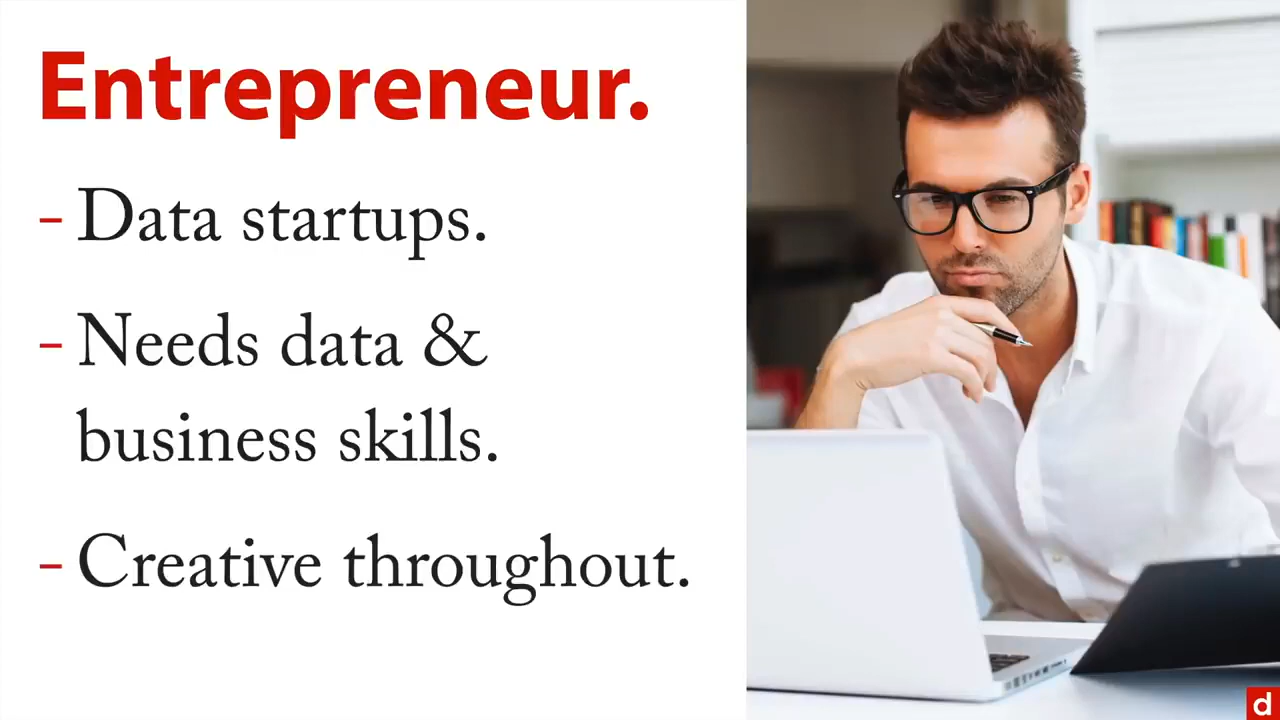 Entrepreneur.
- Data startups.
- Needs data &
business skills.
- Creative throughout.
d